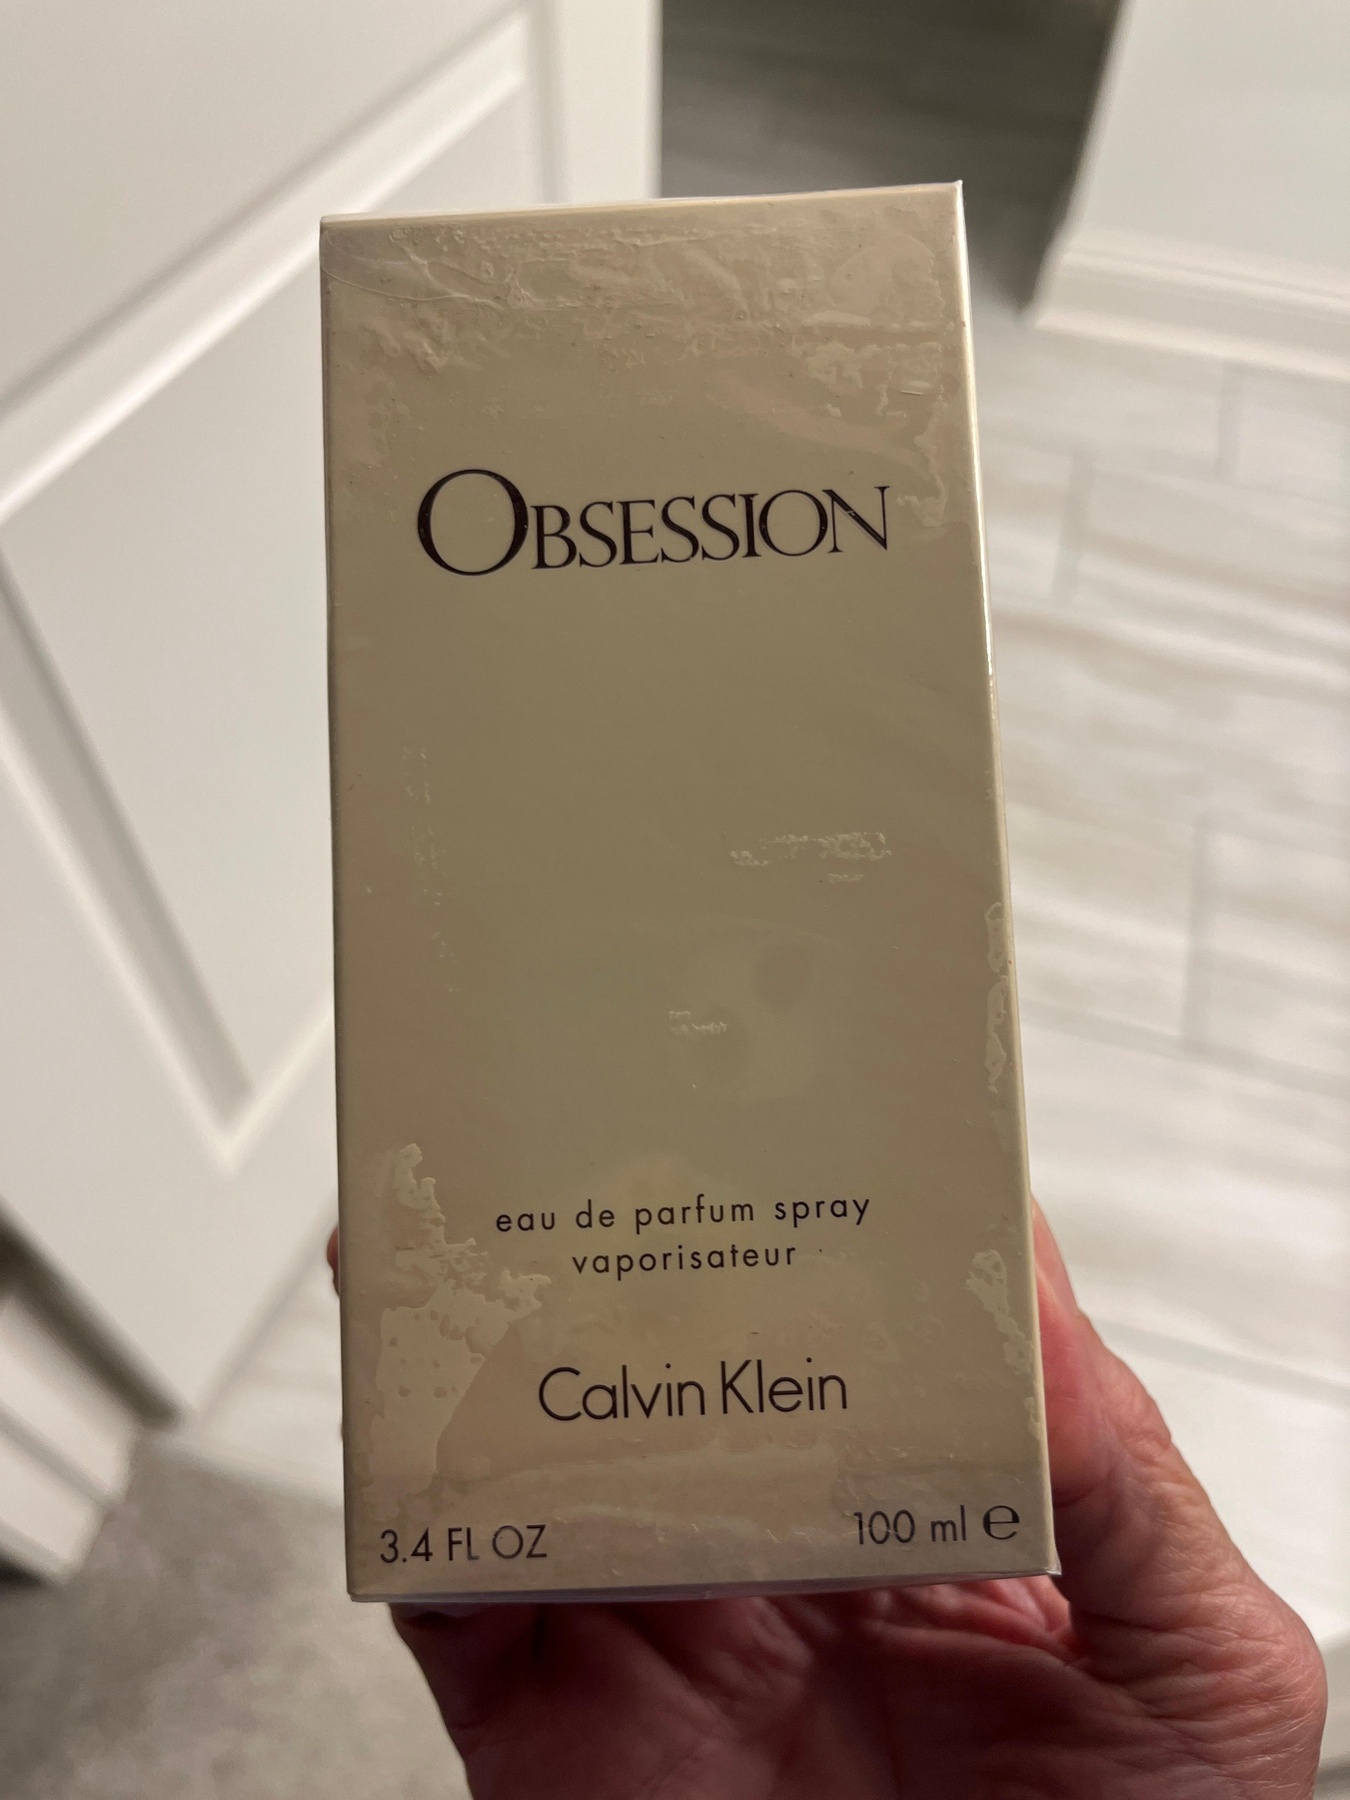 OBSESSION
eau de parfum spray
vaporisateur
Calvin Klein
3.4 FL OZ 100 ml ℮